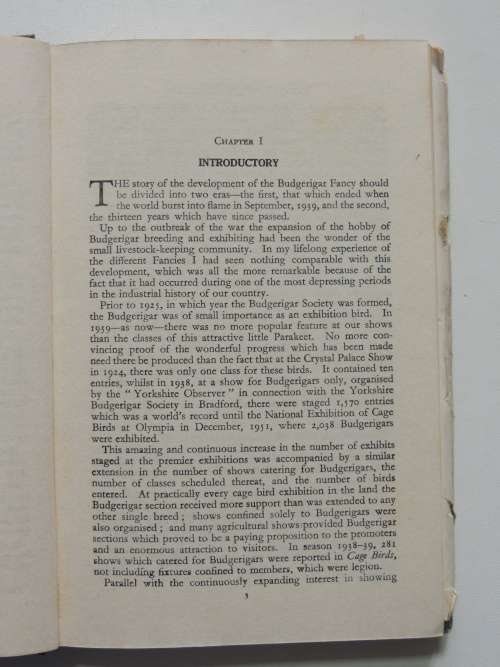 CHAPTER I
INTRODUCTORY
THE story of the development of the Budgerigar Fancy should
be divided into two eras—the first, that which ended when
the world burst into flame in September, 1939, and the second,
the thirteen years which have since passed.
Up to the outbreak of the war the expansion of the hobby of
Budgerigar breeding and exhibiting had been the wonder of the
small livestock-keeping community. In my lifelong experience of
the different Fancies I had seen nothing comparable with this
development, which was all the more remarkable because of the
fact that it had occurred during one of the most depressing periods
in the industrial history of our country.
Prior to 1925, in which year the Budgerigar Society was formed,
the Budgerigar was of small importance as an exhibition bird. In
1939—as now—there was no more popular feature at our shows
than the classes of this attractive little Parakeet. No more con-
vincing proof of the wonderful progress which has been made
need there be produced than the fact that at the Crystal Palace Show
in 1924, there was only one class for these birds. It contained ten
entries, whilst in 1938, at a show for Budgerigars only, organised
by the “ Yorkshire Observer ” in connection with the Yorkshire
Budgerigar Society in Bradford, there were staged 1,570 entries
which was a world's record until the National Exhibition of Cage
Birds at Olympia in December, 1951, where 2,038 Budgerigars
were exhibited.
This amazing and continuous increase in the number of exhibits
staged at the premier exhibitions was accompanied by a similar
extension in the number of shows catering for Budgerigars, the
number of classes scheduled thereat, and the number of birds
entered. At practically every cage bird exhibition in the land the
Budgerigar section received more support than was extended to any
other single breed ; shows confined solely to Budgerigars were
also organised ; and many agricultural shows provided Budgerigar
sections which proved to be a paying proposition to the promoters
and an enormous attraction to visitors. In season 1938-39, 281
shows which catered for Budgerigars were reported in Cage Birds,
not including fixtures confined to members, which were legion.
Parallel with the continuously expanding interest in showing
5